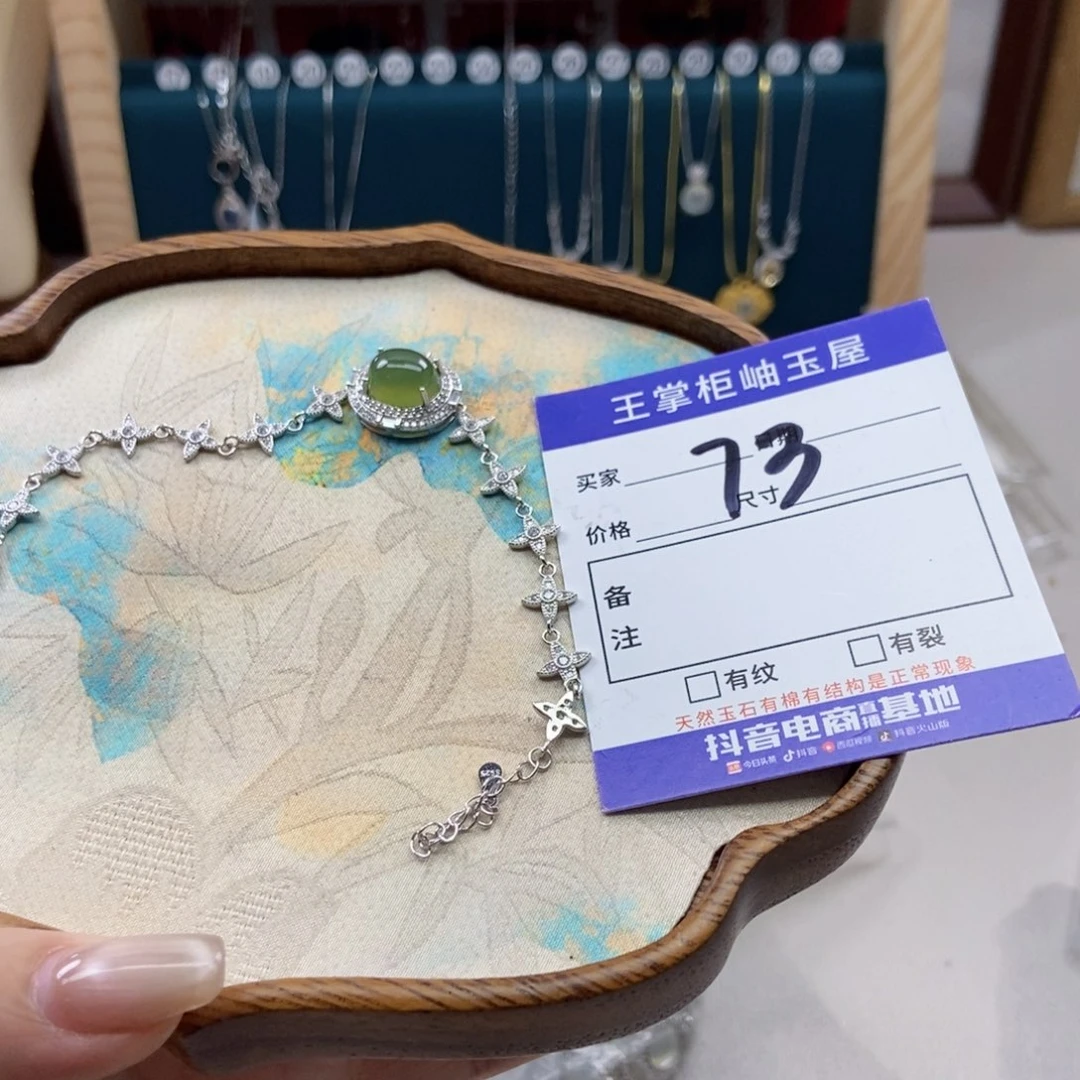 王掌柜岫玉屋
73
买家
尺寸
价格
备
注
有纹
有裂
天然玉石有棉有结构是正常现象
抖音电商直播基地
今日头条 抖音 西瓜视频 抖音火山版
S925